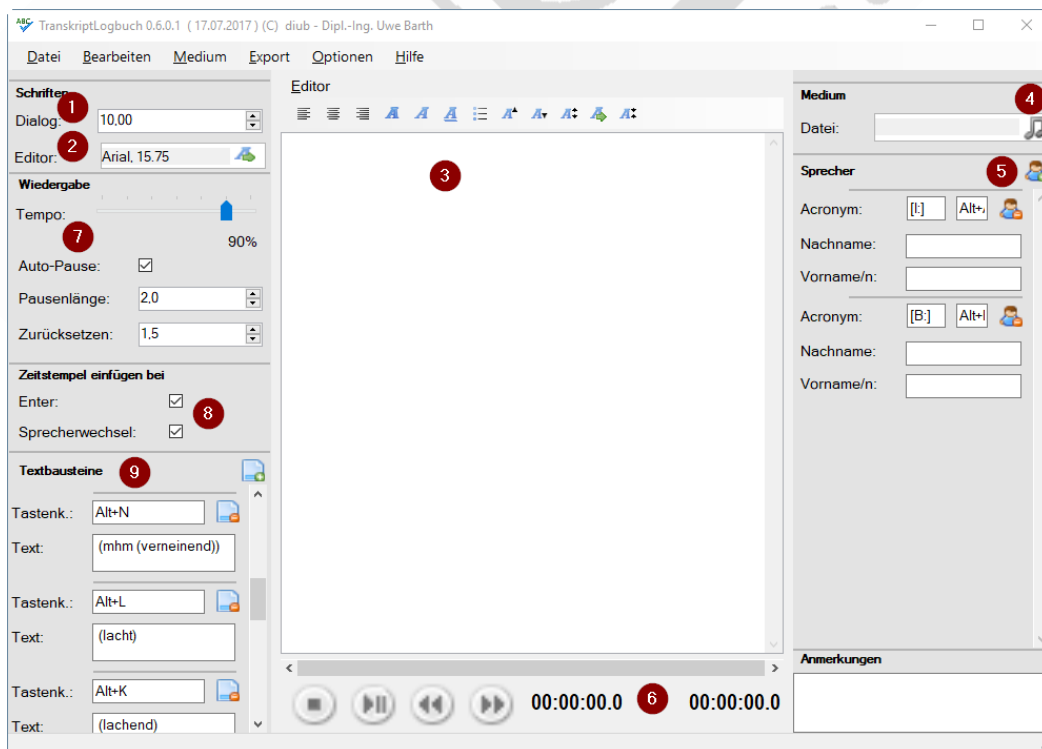 TranskriptLogbuch 0.6.0.1 ( 17.07.2017 ) (C) diub - Dipl.-Ing. Uwe Barth
Datei Bearbeiten Medium Export Optionen Hilfe
Schriften
1
Dialog: 10,00
2
Editor: Arial, 15.75
Wiedergabe
Tempo:
7
90%
Auto-Pause:
Pausenlänge: 2,0
Zurücksetzen: 1,5
Zeitstempel einfügen bei
Enter:
8
Sprecherwechsel:
Textbausteine 9
Tastenk.: Alt+N
Text: (mhm (verneinend))
Tastenk.: Alt+L
Text: (lacht)
Tastenk.: Alt+K
Text: (lachend)
Editor
3
00:00:00.0 6 00:00:00.0
Medium
4
Datei:
Sprecher 5
Acronym: [I:]
Nachname:
Vorname/n:
Acronym: [B:]
Nachname:
Vorname/n:
Anmerkungen